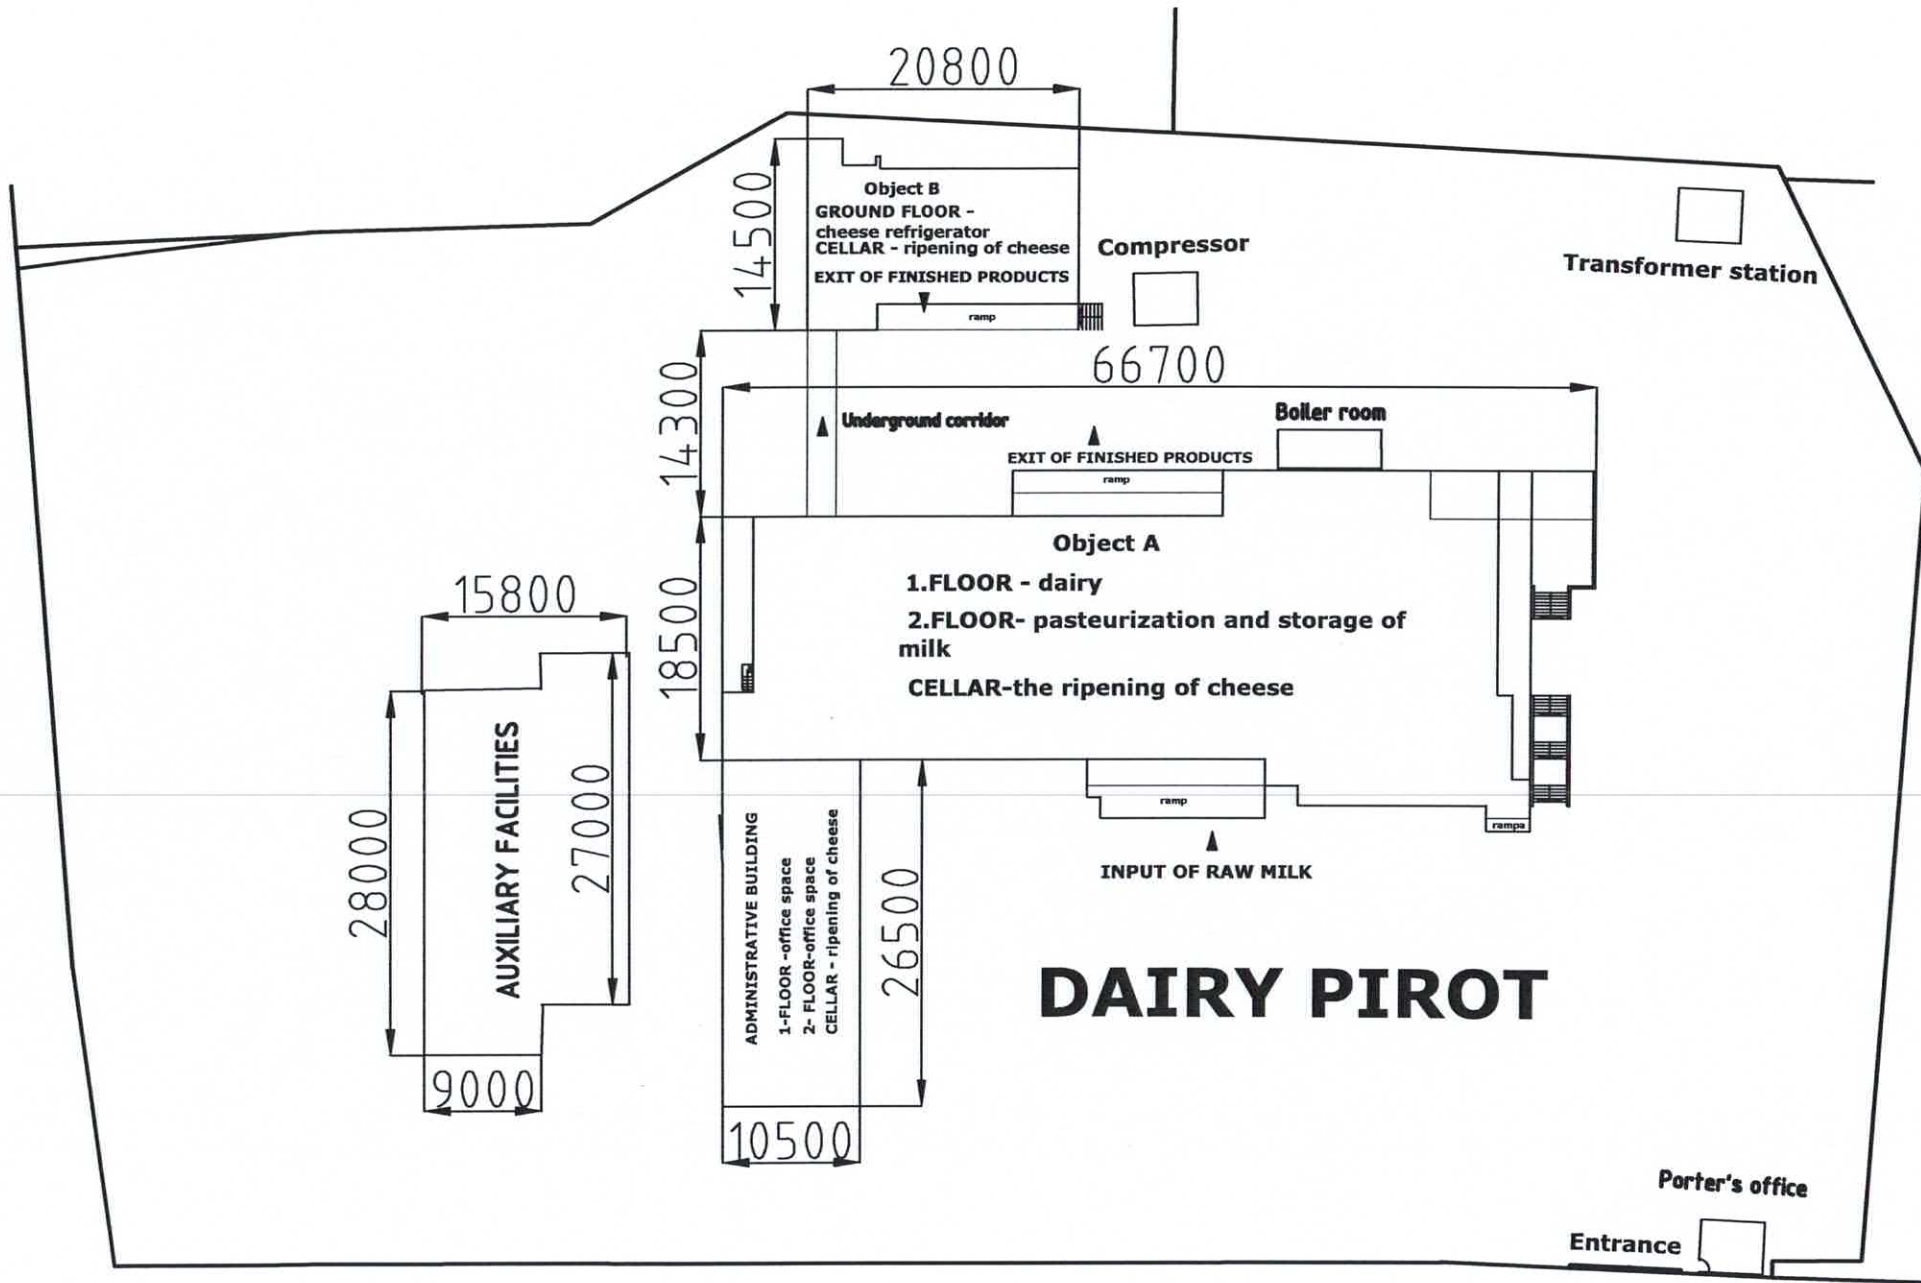 20800
14500
Object B
GROUND FLOOR -
cheese refrigerator
CELLAR - ripening of cheese
EXIT OF FINISHED PRODUCTS
ramp
Compressor
Transformer station
66700
14300
Underground corridor
Boiler room
EXIT OF FINISHED PRODUCTS
ramp
Object A
1.FLOOR - dairy
2.FLOOR- pasteurization and storage of
milk
CELLAR-the ripening of cheese
18500
15800
AUXILIARY FACILITIES
27000
28000
9000
ramp
rampa
INPUT OF RAW MILK
ADMINISTRATIVE BUILDING
1-FLOOR -office space
2- FLOOR-office space
CELLAR - ripening of cheese
26500
10500
DAIRY PIROT
Porter's office
Entrance